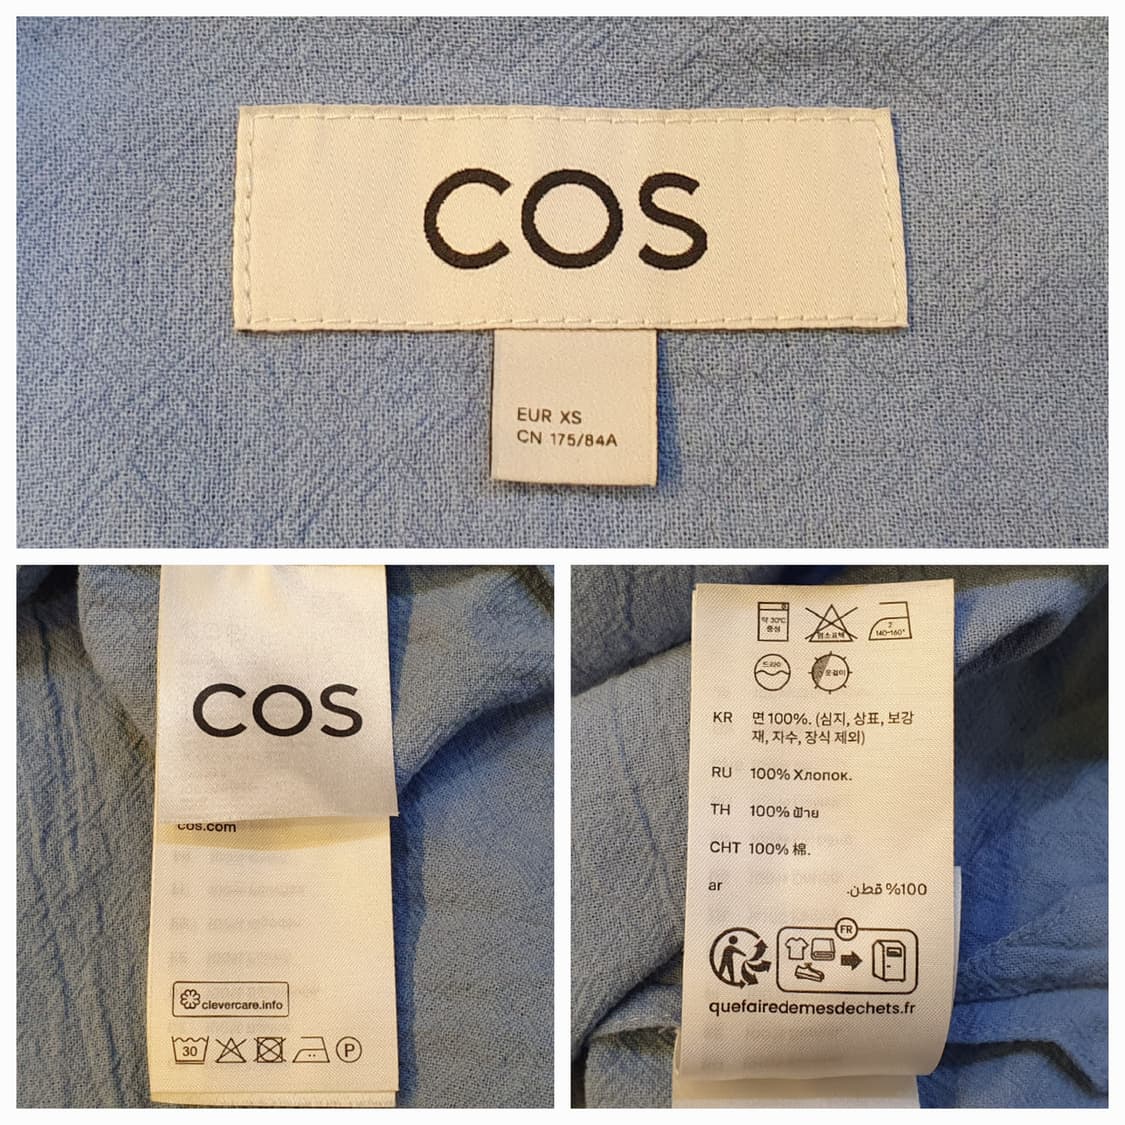 COS
EUR XS
CN 175/84A
COS
cos.com
clevercare.info
30
P
약 30℃
중성
염소표백
2
140-160°
드라이
옷걸이
KR 면 100%. (심지, 상표, 보강
재, 자수, 장식 제외)
RU 100% Хлопок.
TH 100% ฝ้าย
CHT 100% 棉.
ar %100 قطن.
FR
quefairedemesdechets.fr